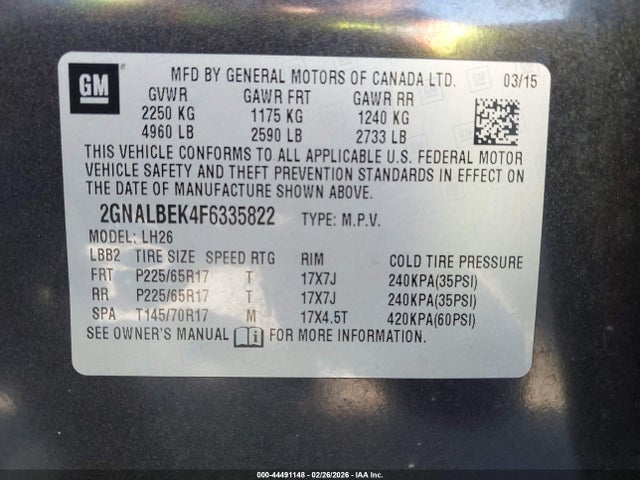 GM
MFD BY GENERAL MOTORS OF CANADA LTD. 03/15
GVWR GAWR FRT GAWR RR
2250 KG 1175 KG 1240 KG
4960 LB 2590 LB 2733 LB
THIS VEHICLE CONFORMS TO ALL APPLICABLE U.S. FEDERAL MOTOR
VEHICLE SAFETY AND THEFT PREVENTION STANDARDS IN EFFECT ON
THE DATE OF MANUFACTURE SHOWN ABOVE.
2GNALBEK4F6335822 TYPE: M.P.V.
MODEL: LH26
LBB2 TIRE SIZE SPEED RTG RIM COLD TIRE PRESSURE
FRT P225/65R17 T 17X7J 240KPA(35PSI)
RR P225/65R17 T 17X7J 240KPA(35PSI)
SPA T145/70R17 M 17X4.5T 420KPA(60PSI)
SEE OWNER'S MANUAL FOR MORE INFORMATION.
000-44491148 - 02/26/2026 - IAA Inc.